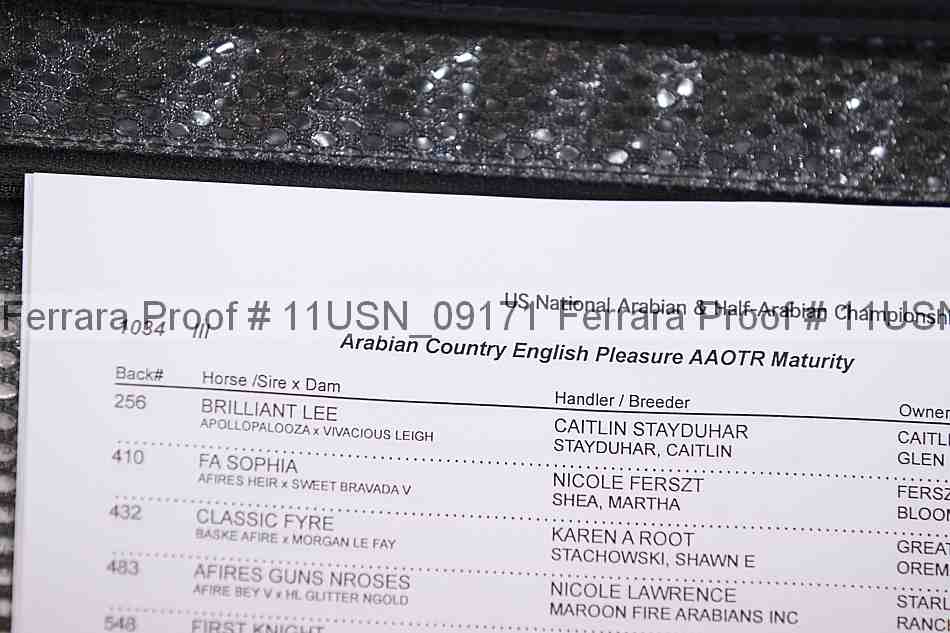 US National Arabian & Half-Arabian Championsh
Ferrara Proof # 11USN_09171 Ferrara Proof # 11USN
1034 III
Arabian Country English Pleasure AAOTR Maturity
Back# Horse /Sire x Dam Handler / Breeder Owner
256 BRILLIANT LEE CAITLIN STAYDUHAR CAITL
APOLLOPALOOZA x VIVACIOUS LEIGH STAYDUHAR, CAITLIN GLEN
410 FA SOPHIA NICOLE FERSZT FERSZ
AFIRES HEIR x SWEET BRAVADA V SHEA, MARTHA BLOOM
432 CLASSIC FYRE KAREN A ROOT GREAT
BASKE AFIRE x MORGAN LE FAY STACHOWSKI, SHAWN E OREM
483 AFIRES GUNS NROSES NICOLE LAWRENCE STARL
AFIRE BEY V x HL GLITTER NGOLD MAROON FIRE ARABIANS INC RANC
548 FIRST KNIGHT